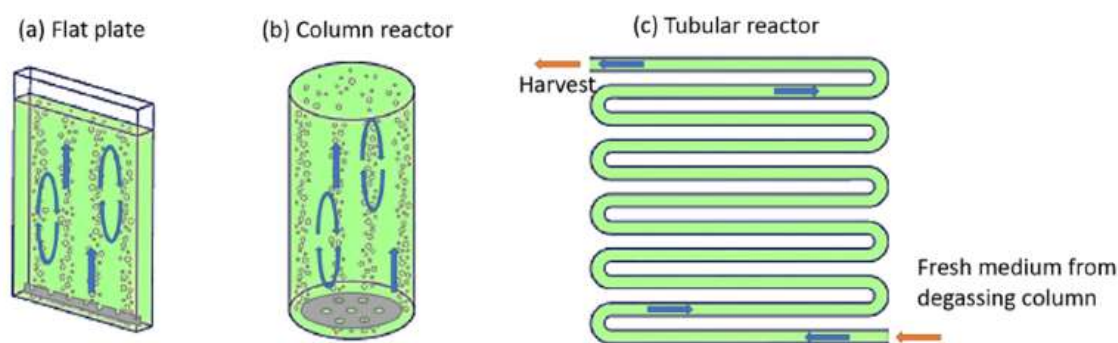 (a) Flat plate
(b) Column reactor
(c) Tubular reactor
Harvest
Fresh medium from
degassing column